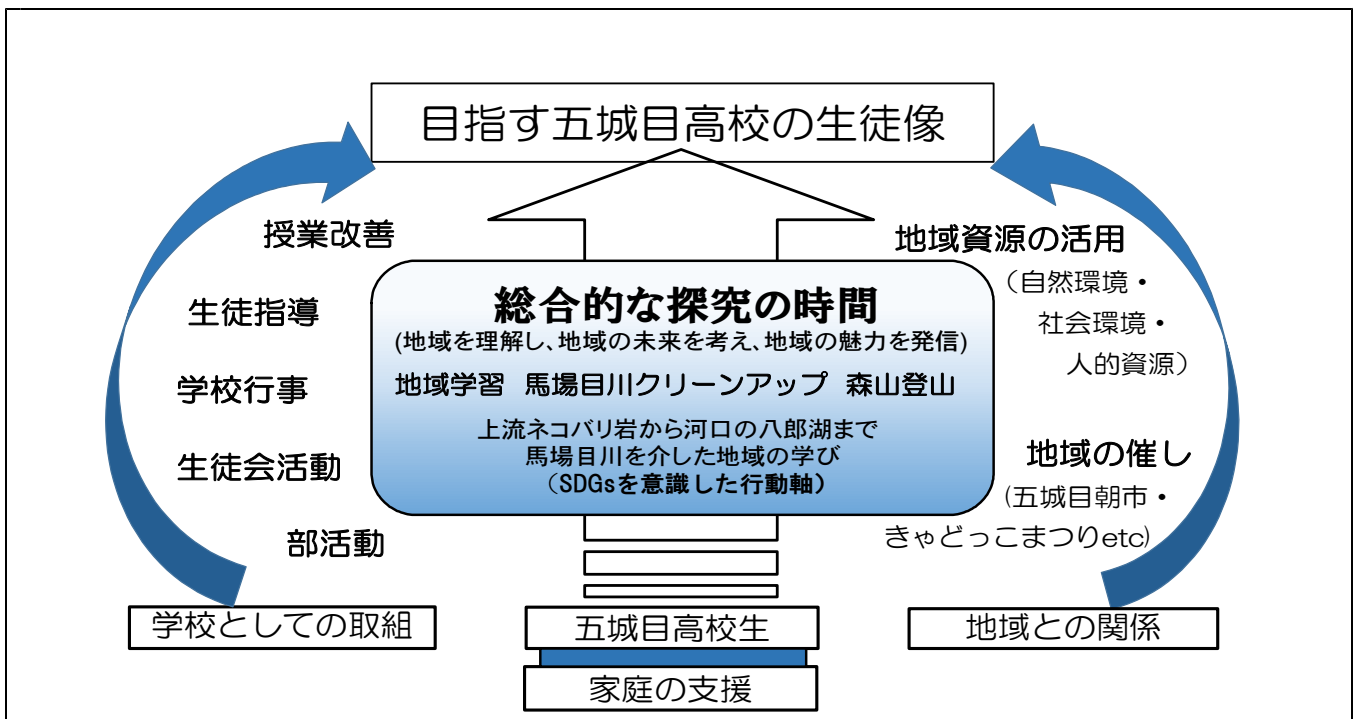 目指す五城目高校の生徒像
授業改善
生徒指導
学校行事
生徒会活動
部活動
学校としての取組
総合的な探究の時間
(地域を理解し、地域の未来を考え、地域の魅力を発信)
地域学習 馬場目川クリーンアップ 森山登山
上流ネコバリ岩から河口の八郎湖まで
馬場目川を介した地域の学び
（SDGsを意識した行動軸）
五城目高校生
家庭の支援
地域資源の活用
（自然環境・
社会環境・
人的資源）
地域の催し
(五城目朝市・
きゃどっこまつりetc)
地域との関係